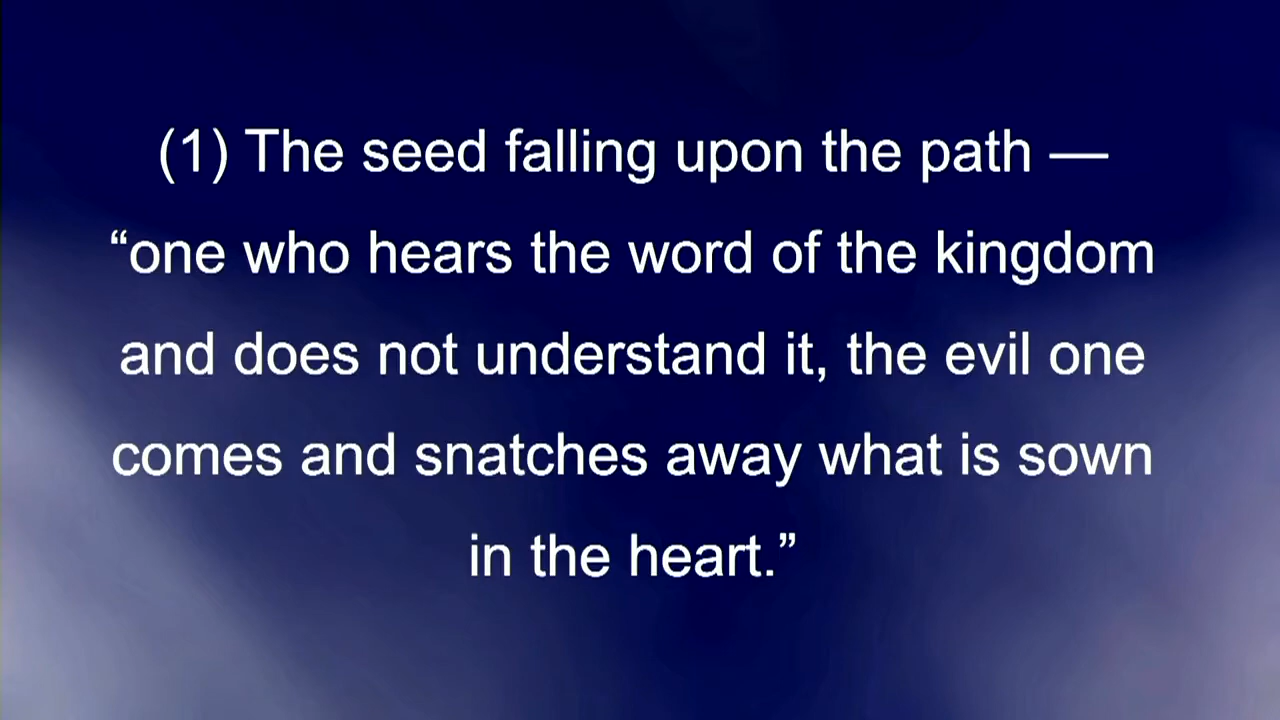 (1) The seed falling upon the path —
“one who hears the word of the kingdom
and does not understand it, the evil one
comes and snatches away what is sown
in the heart.”